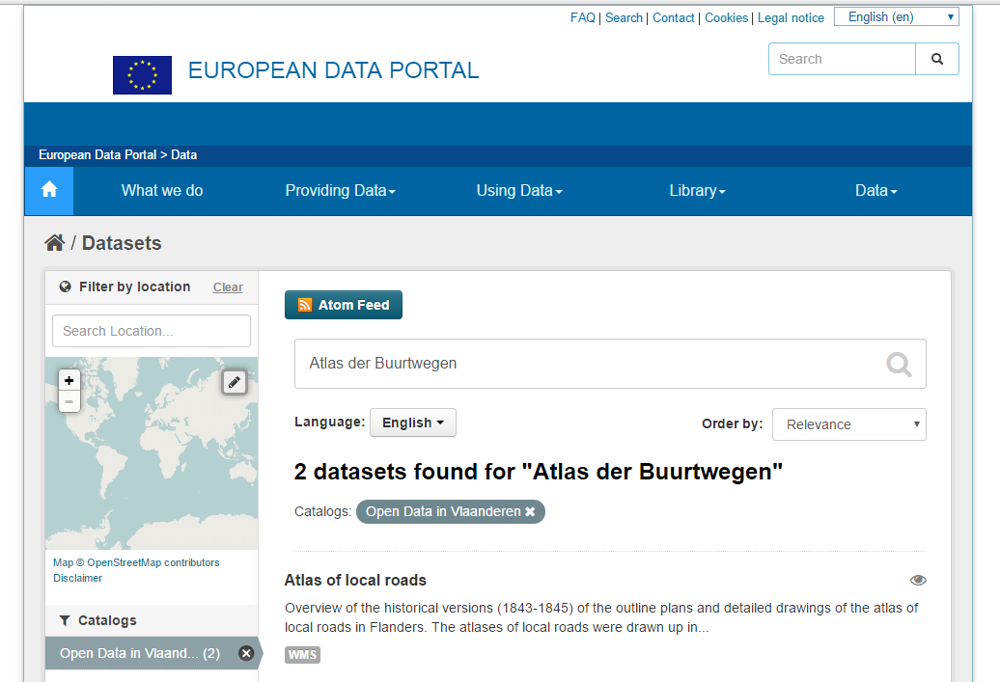 FAQ | Search | Contact | Cookies | Legal notice English (en)
EUROPEAN DATA PORTAL
Search
European Data Portal > Data
What we do Providing Data Using Data Library Data
/ Datasets
Filter by location Clear
Search Location...
+
−
Map © OpenStreetMap contributors
Disclaimer
Catalogs
Open Data in Vlaand... (2)
Atom Feed
Atlas der Buurtwegen
Language: English Order by: Relevance
2 datasets found for "Atlas der Buurtwegen"
Catalogs: Open Data in Vlaanderen ✖
Atlas of local roads
Overview of the historical versions (1843-1845) of the outline plans and detailed drawings of the atlas of
local roads in Flanders. The atlases of local roads were drawn up in...
WMS